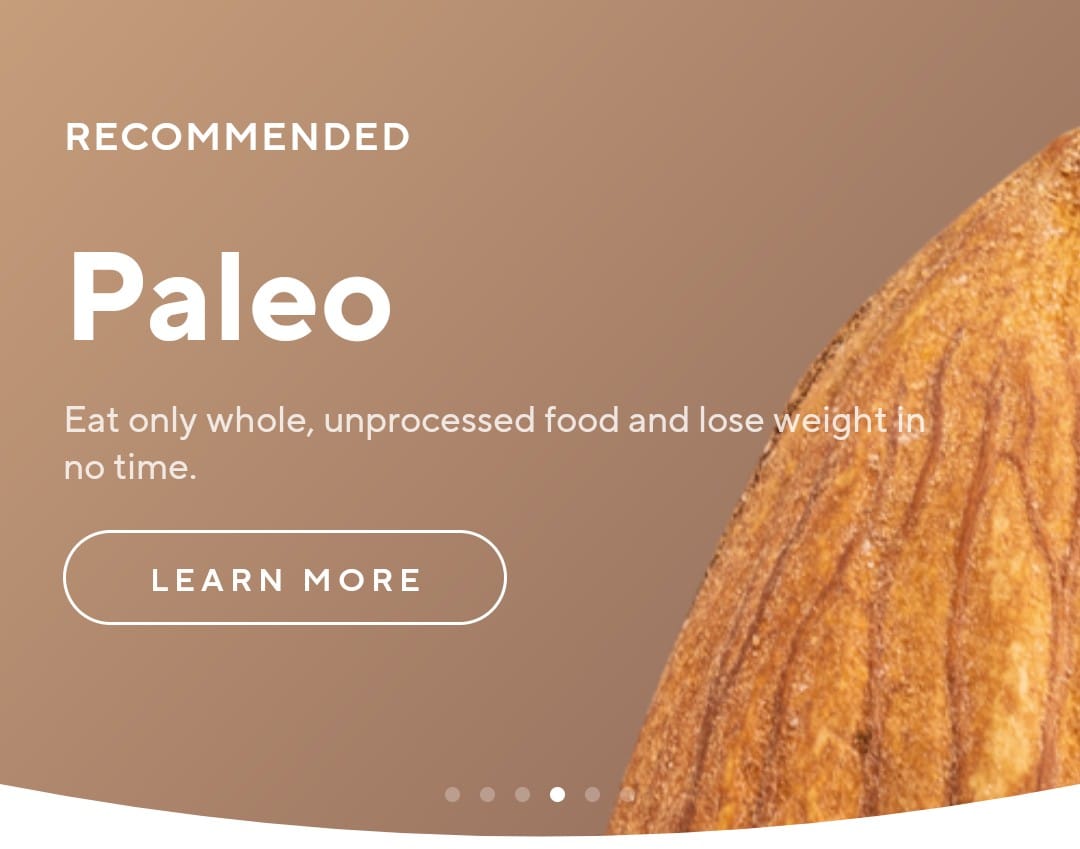 RECOMMENDED
Paleo
Eat only whole, unprocessed food and lose weight in
no time.
LEARN MORE